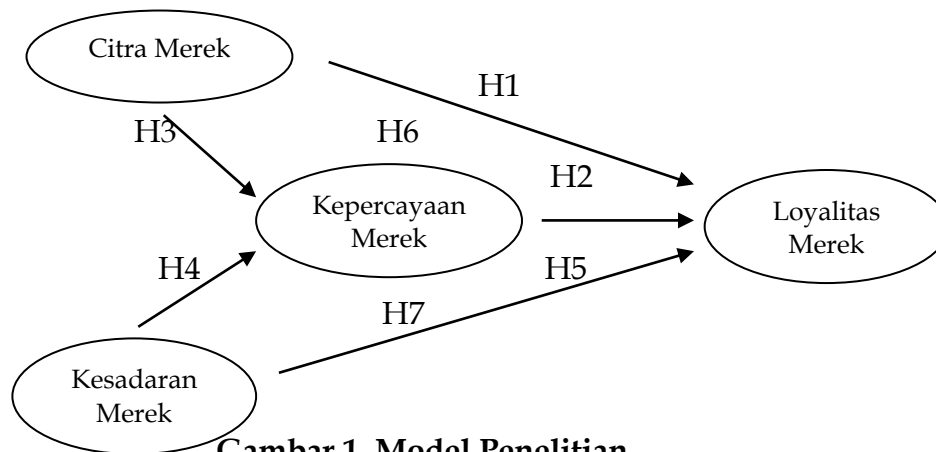 Citra Merek
H1
H3
H6
H2
Kepercayaan
Merek
Loyalitas
Merek
H4
H5
H7
Kesadaran
Merek
Gambar 1. Model Penelitian